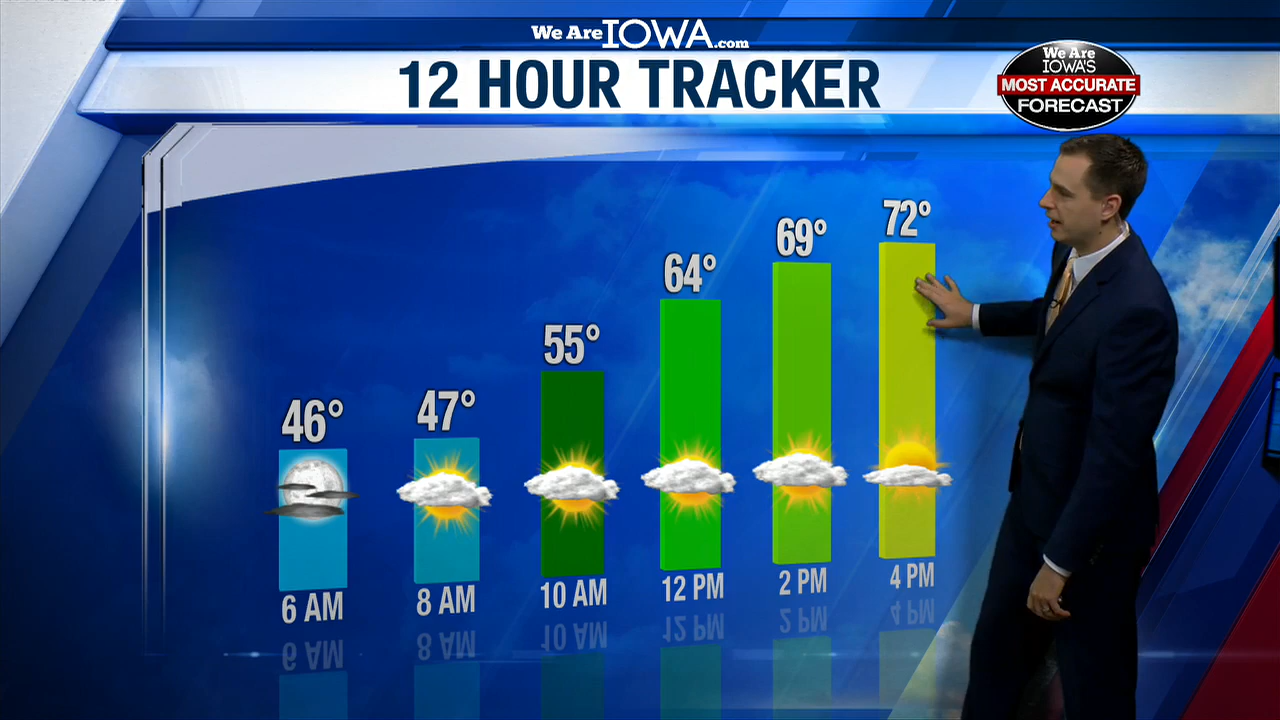 We Are IOWA.com
12 HOUR TRACKER
We Are
IOWA'S
MOST ACCURATE
FORECAST
46°
47°
55°
64°
69°
72°
6 AM
8 AM
10 AM
12 PM
2 PM
4 PM